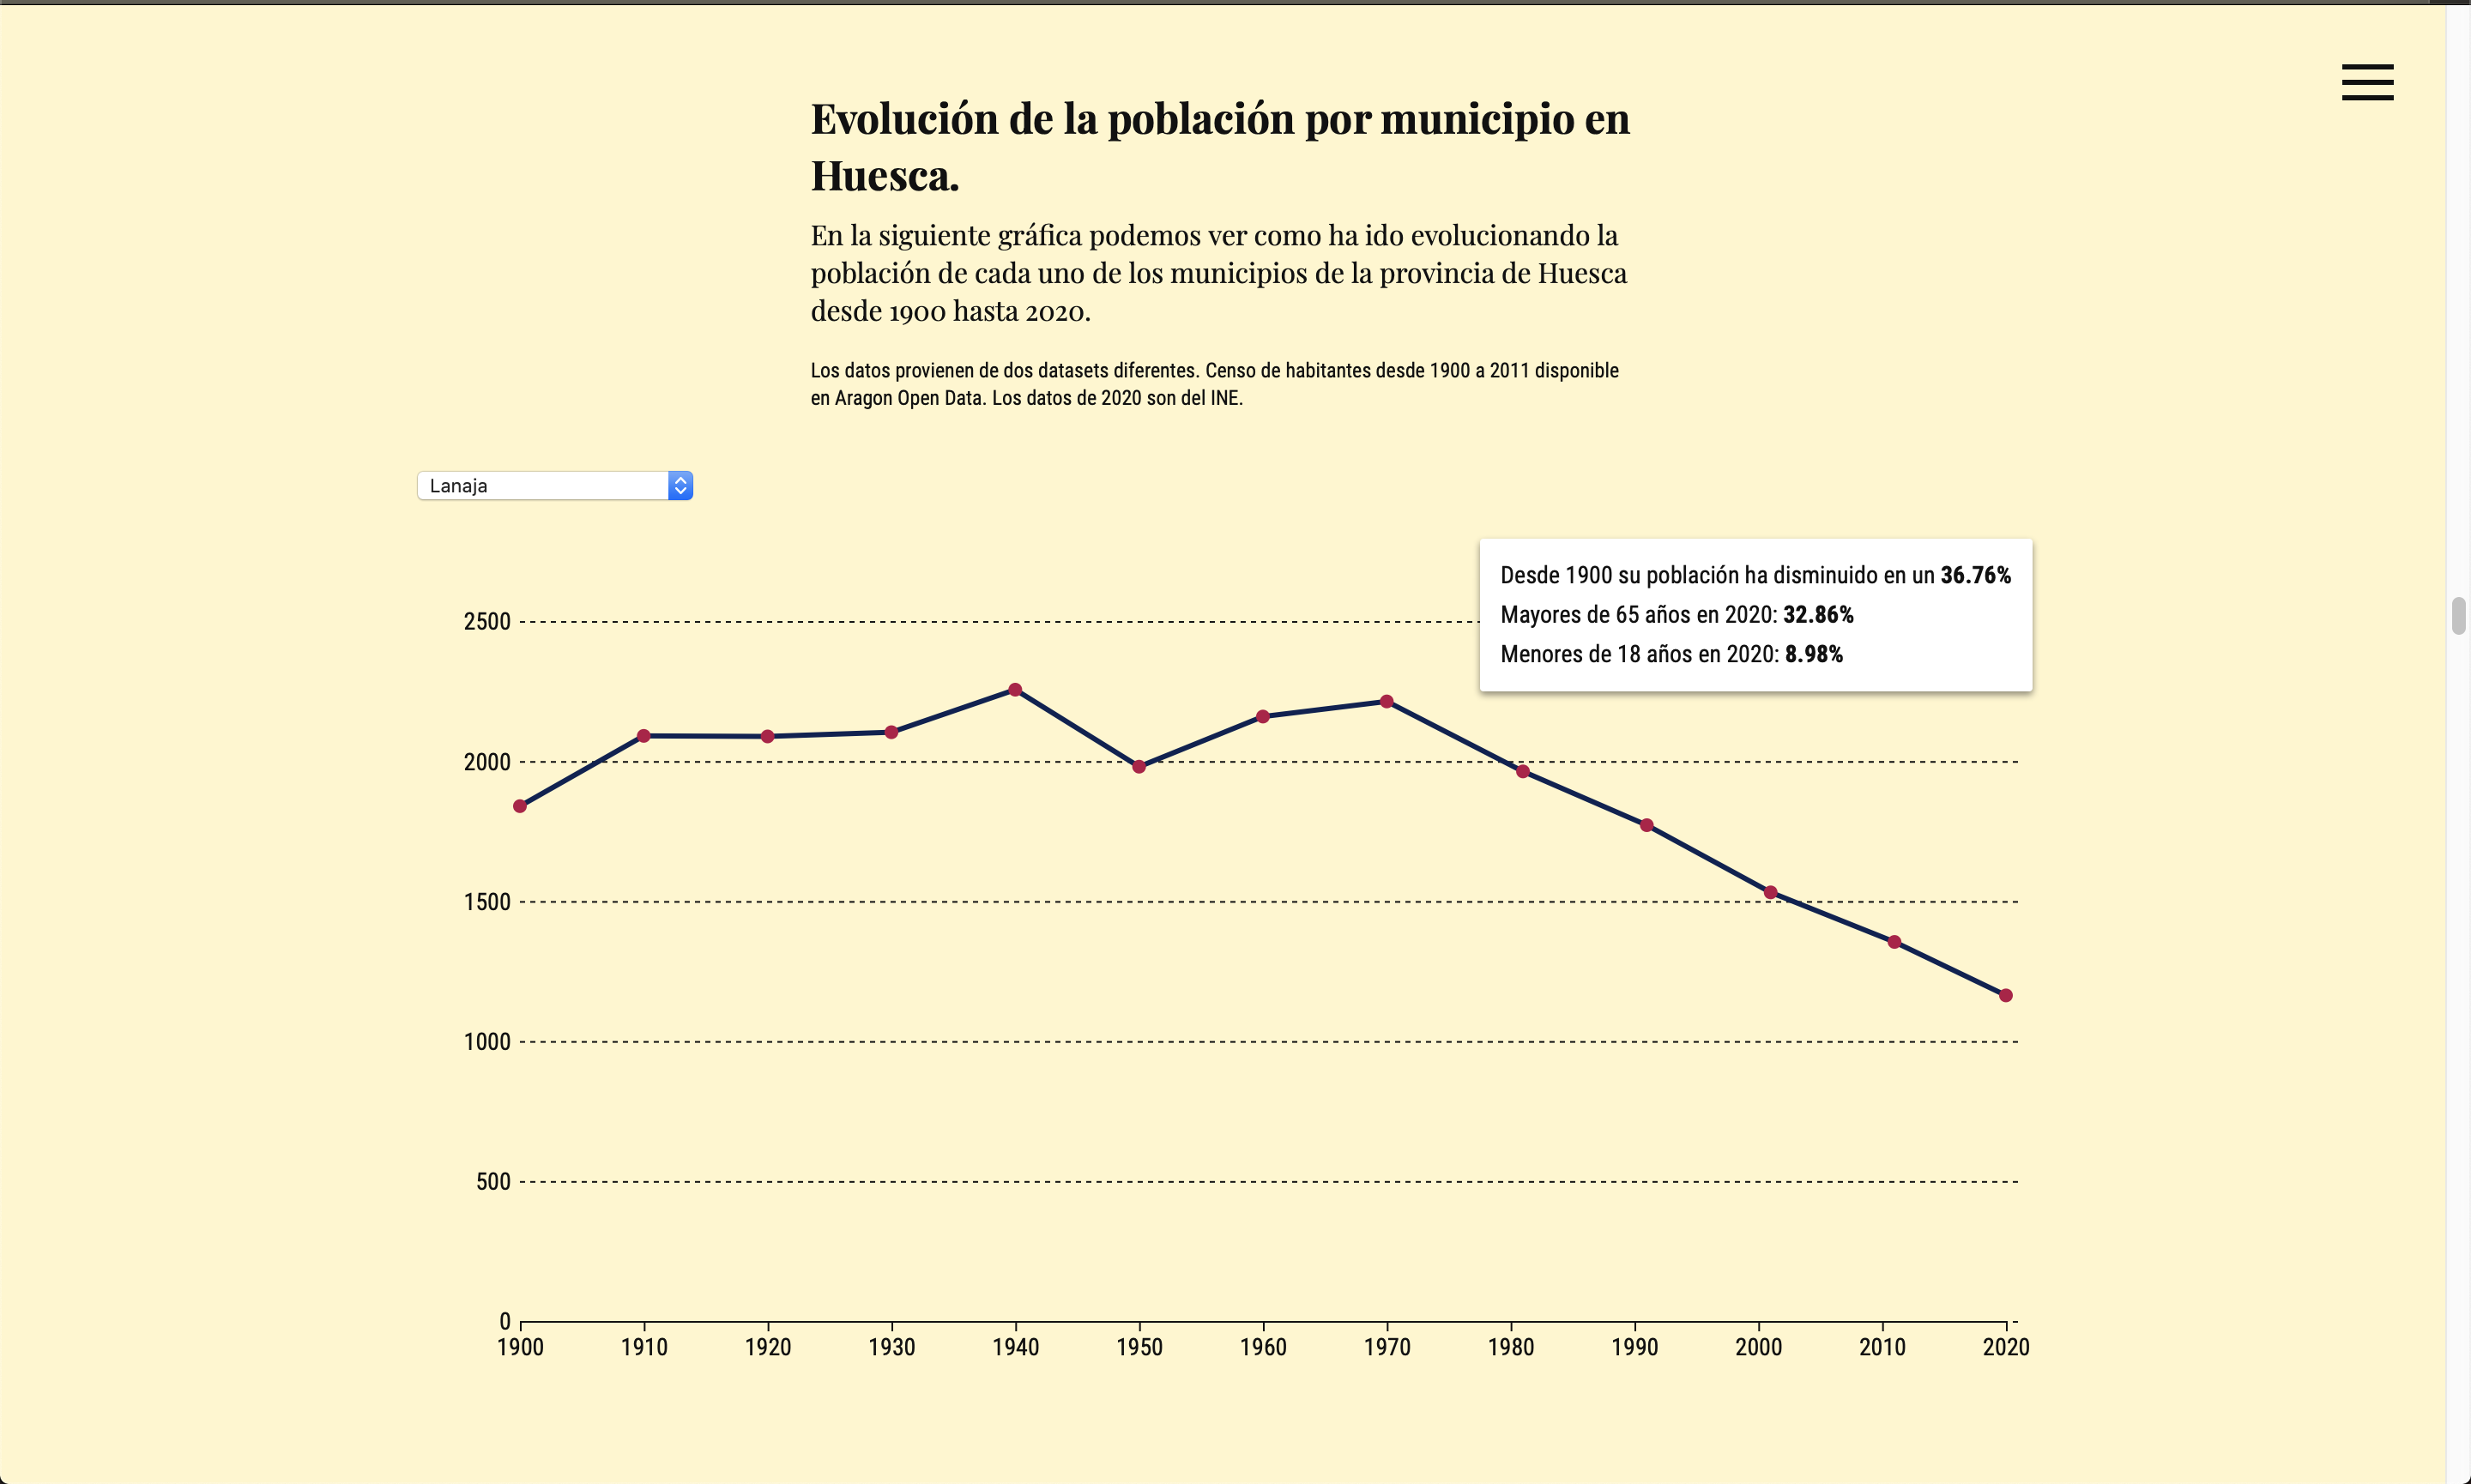 Evolución de la población por municipio en
Huesca.
En la siguiente gráfica podemos ver como ha ido evolucionando la
población de cada uno de los municipios de la provincia de Huesca
desde 1900 hasta 2020.
Los datos provienen de dos datasets diferentes. Censo de habitantes desde 1900 a 2011 disponible
en Aragon Open Data. Los datos de 2020 son del INE.
Lanaja
Desde 1900 su población ha disminuido en un 36.76%
Mayores de 65 años en 2020: 32.86%
Menores de 18 años en 2020: 8.98%
2500
2000
1500
1000
500
0
1900 1910 1920 1930 1940 1950 1960 1970 1980 1990 2000 2010 2020